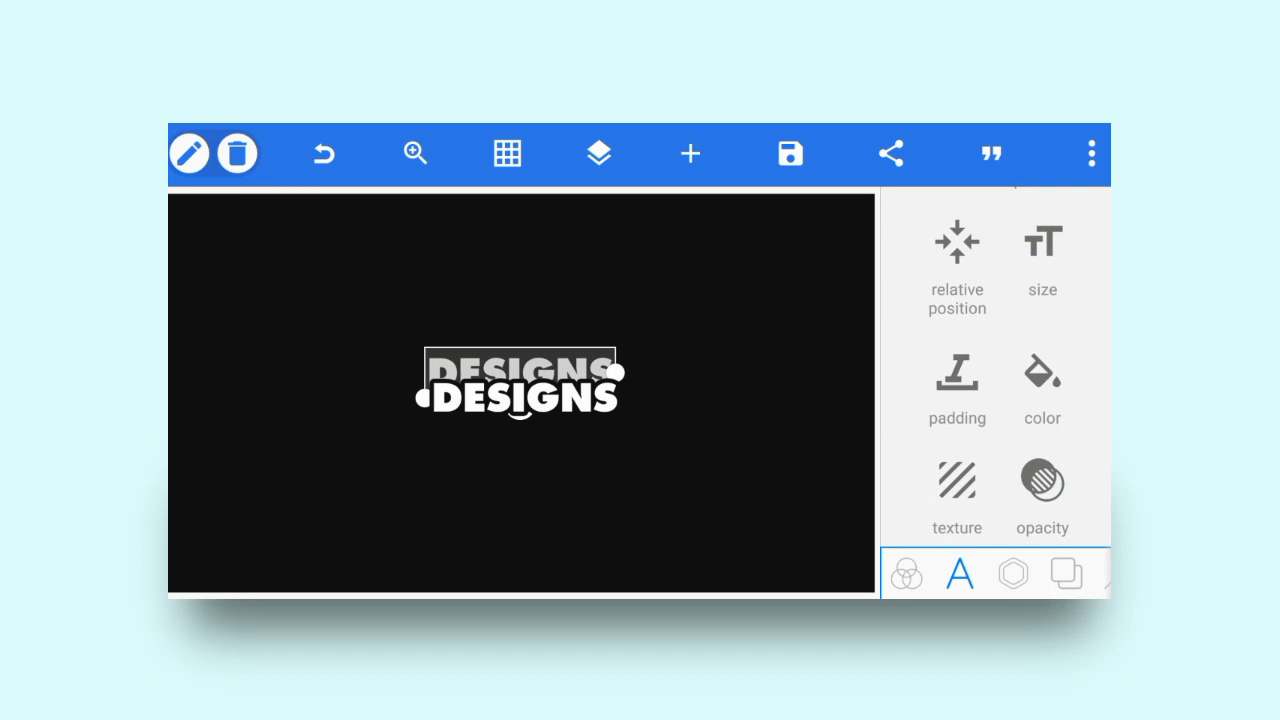 DESIGNS
DESIGNS
relative
position
size
padding
color
texture
opacity